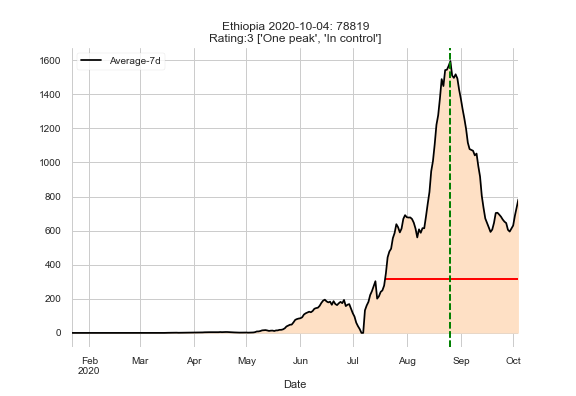 Ethiopia 2020-10-04: 78819
Rating:3 ['One peak', 'In control']
Average-7d
1600
1400
1200
1000
800
600
400
200
0
Feb Mar Apr May Jun Jul Aug Sep Oct
2020
Date